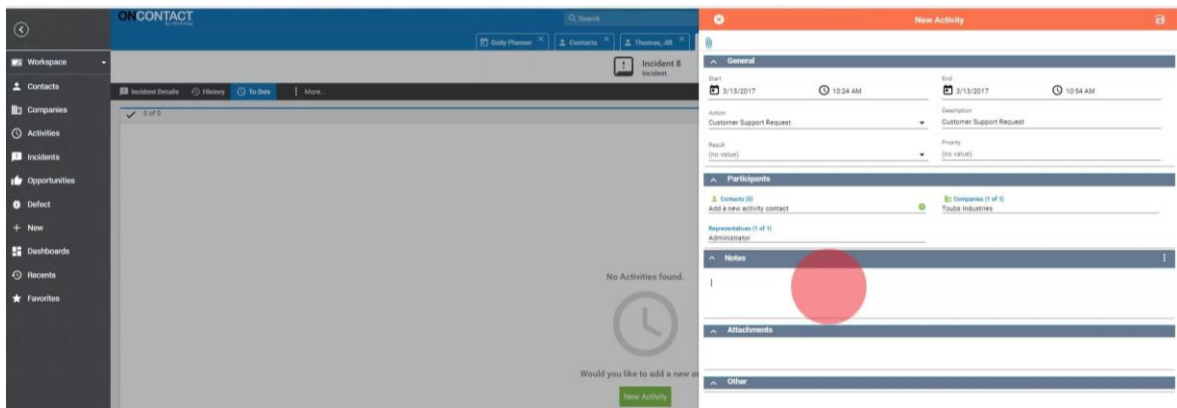 ONCONTACT
Search
Daily Planner
Contacts
Thomas, Jill
Incident 8
Incident
Workspace
Contacts
Companies
Activities
Incidents
Opportunities
Defect
New
Dashboards
Recents
Favorites
Incident Details
History
To Do's
More...
0 of 0
No Activities found.
Would you like to add a new
New Activity
New Activity
General
Start
End
3/13/2017 10:24 AM
3/13/2017 10:54 AM
Action
Description
Customer Support Request
Customer Support Request
Result
Priority
(no value)
(no value)
Participants
Contacts (0)
Companies (1 of 1)
Add a new activity contact
Toubs Industries
Representatives (1 of 1)
Administrator
Notes
Attachments
Other